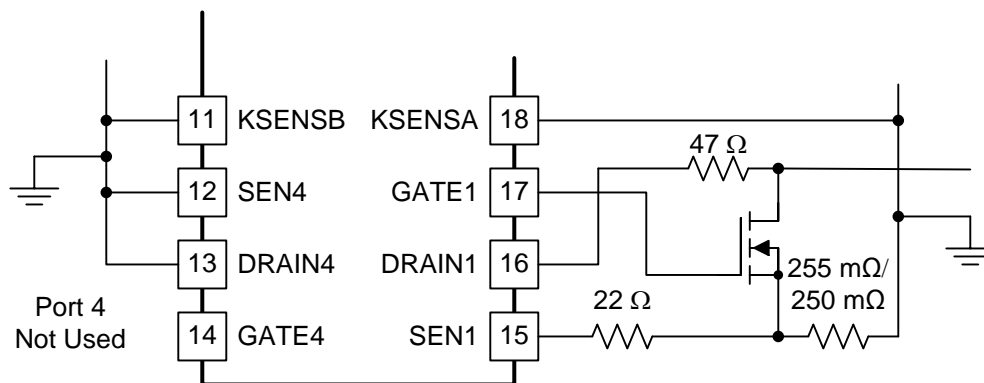 11 KSENSB KSENSA 18
47 Ω
12 SEN4 GATE1 17
13 DRAIN4 DRAIN1 16
255 mΩ/
250 mΩ
22 Ω
Port 4
Not Used
14 GATE4 SEN1 15